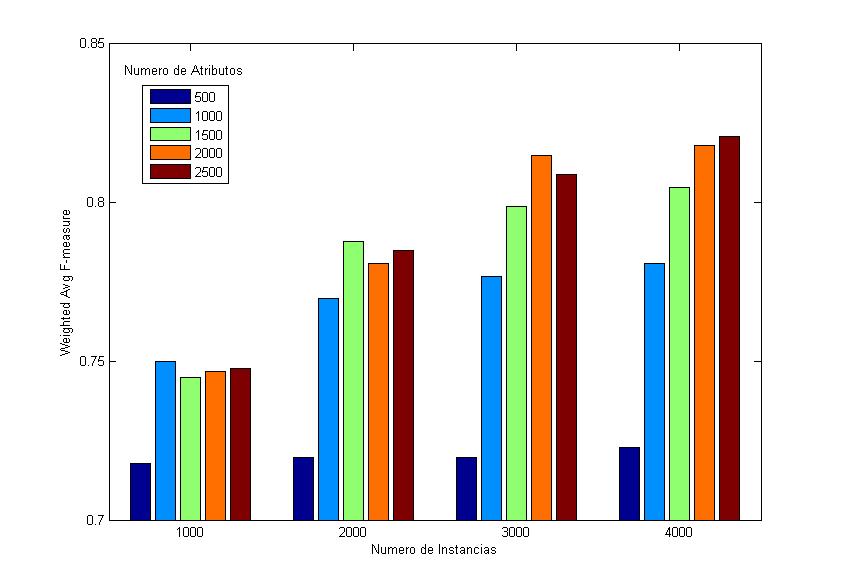 0.85
Numero de Atributos
500
1000
1500
2000
2500
0.8
Weighted Avg F-measure
0.75
0.7
1000 2000 3000 4000
Numero de Instancias